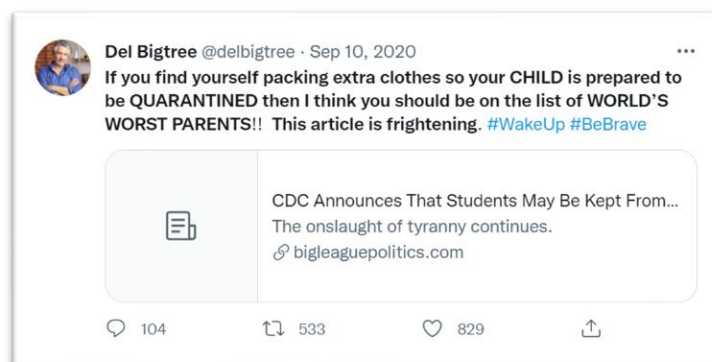 Del Bigtree @delbigtree · Sep 10, 2020
If you find yourself packing extra clothes so your CHILD is prepared to
be QUARANTINED then I think you should be on the list of WORLD'S
WORST PARENTS!! This article is frightening. #WakeUp #BeBrave
CDC Announces That Students May Be Kept From...
The onslaught of tyranny continues.
bigleaguepolitics.com
104 533 829